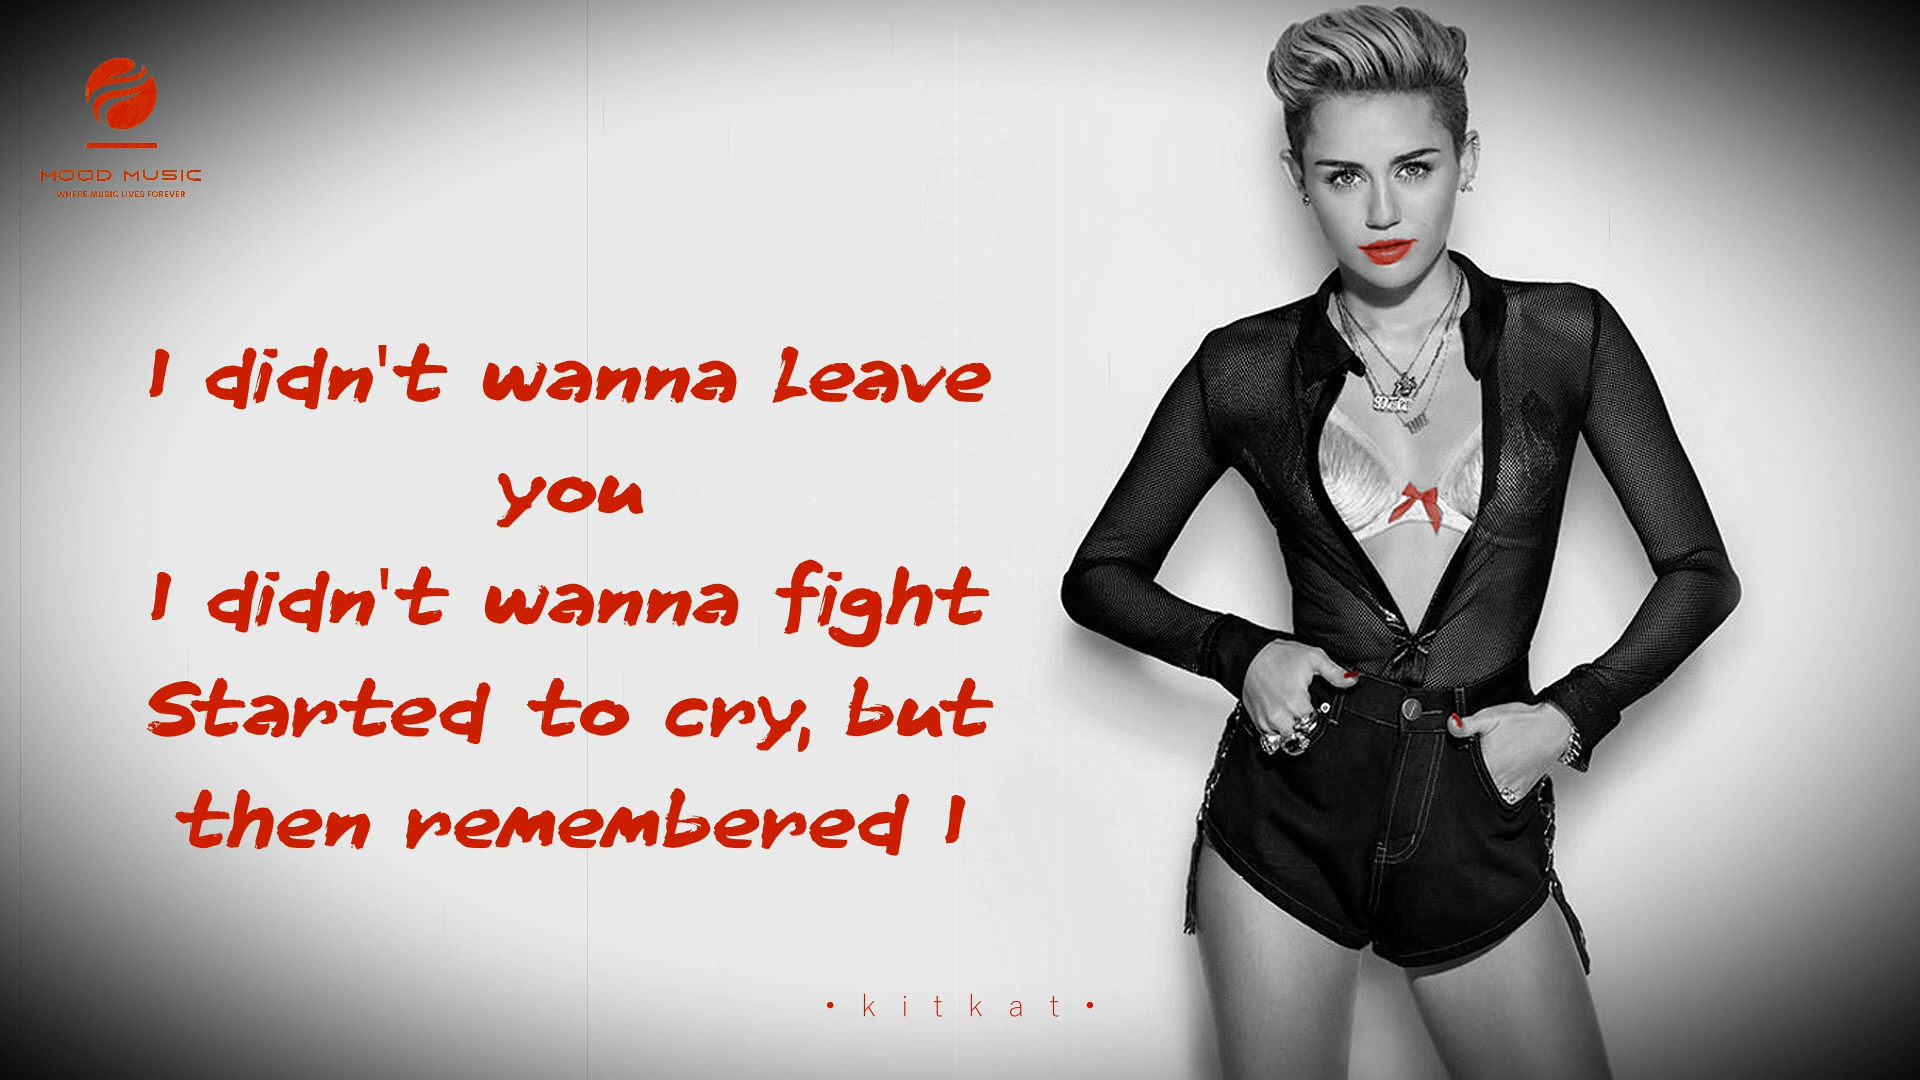 MOOD MUSIC
WHERE MUSIC LIVES FOREVER
I didn't wanna Leave
you
I didn't wanna fight
Started to cry, but
then remembered I
• kitkat •